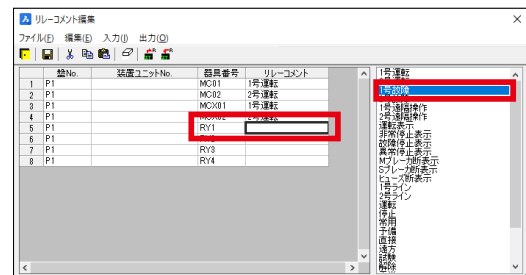 リレーコメント編集
ファイル(F) 編集(E) 入力(I) 出力(O)
盤No. 装置ユニットNo. 器具番号 リレーコメント
1 P1 MC01 1号運転
2 P1 MC02 2号運転
3 P1 MCX01 1号運転
4 P1 MCX02 2号運転
5 P1 RY1
6 P1
7 P1 RY3
8 P1 RY4
1号運転
1号故障
1号遠隔操作
2号遠隔操作
運転表示
非常停止表示
故障停止表示
異常停止表示
Mブレーカ断表示
Sブレーカ断表示
ヒューズ断表示
1号ライン
2号ライン
運転
停止
常用
予備
直接
遠方
試験
解除